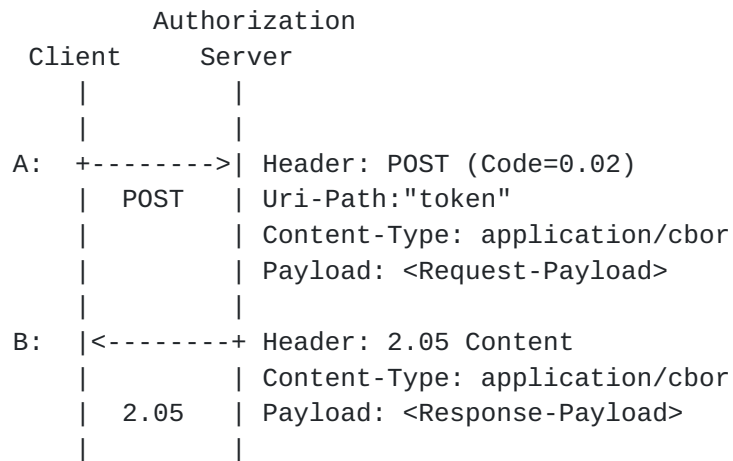 Authorization
 Client     Server
    |         |
    |         |
A:  +-------->| Header: POST (Code=0.02)
    |  POST   | Uri-Path:"token"
    |         | Content-Type: application/cbor
    |         | Payload: <Request-Payload>
    |         |
B:  |<--------+ Header: 2.05 Content
    |         | Content-Type: application/cbor
    |  2.05   | Payload: <Response-Payload>
    |         |